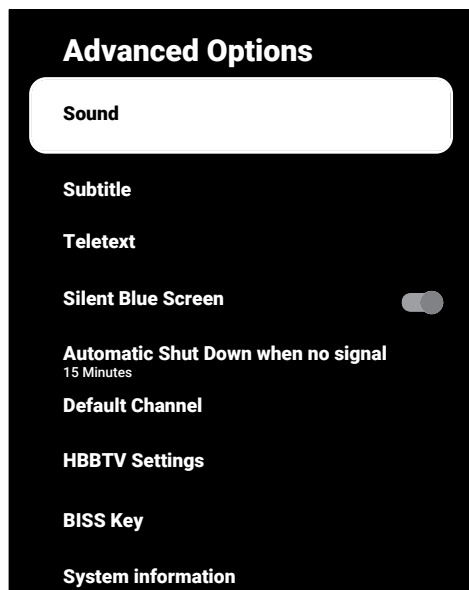 Advanced Options
Sound
Subtitle
Teletext
Silent Blue Screen
Automatic Shut Down when no signal
15 Minutes
Default Channel
HBBTV Settings
BISS Key
System information